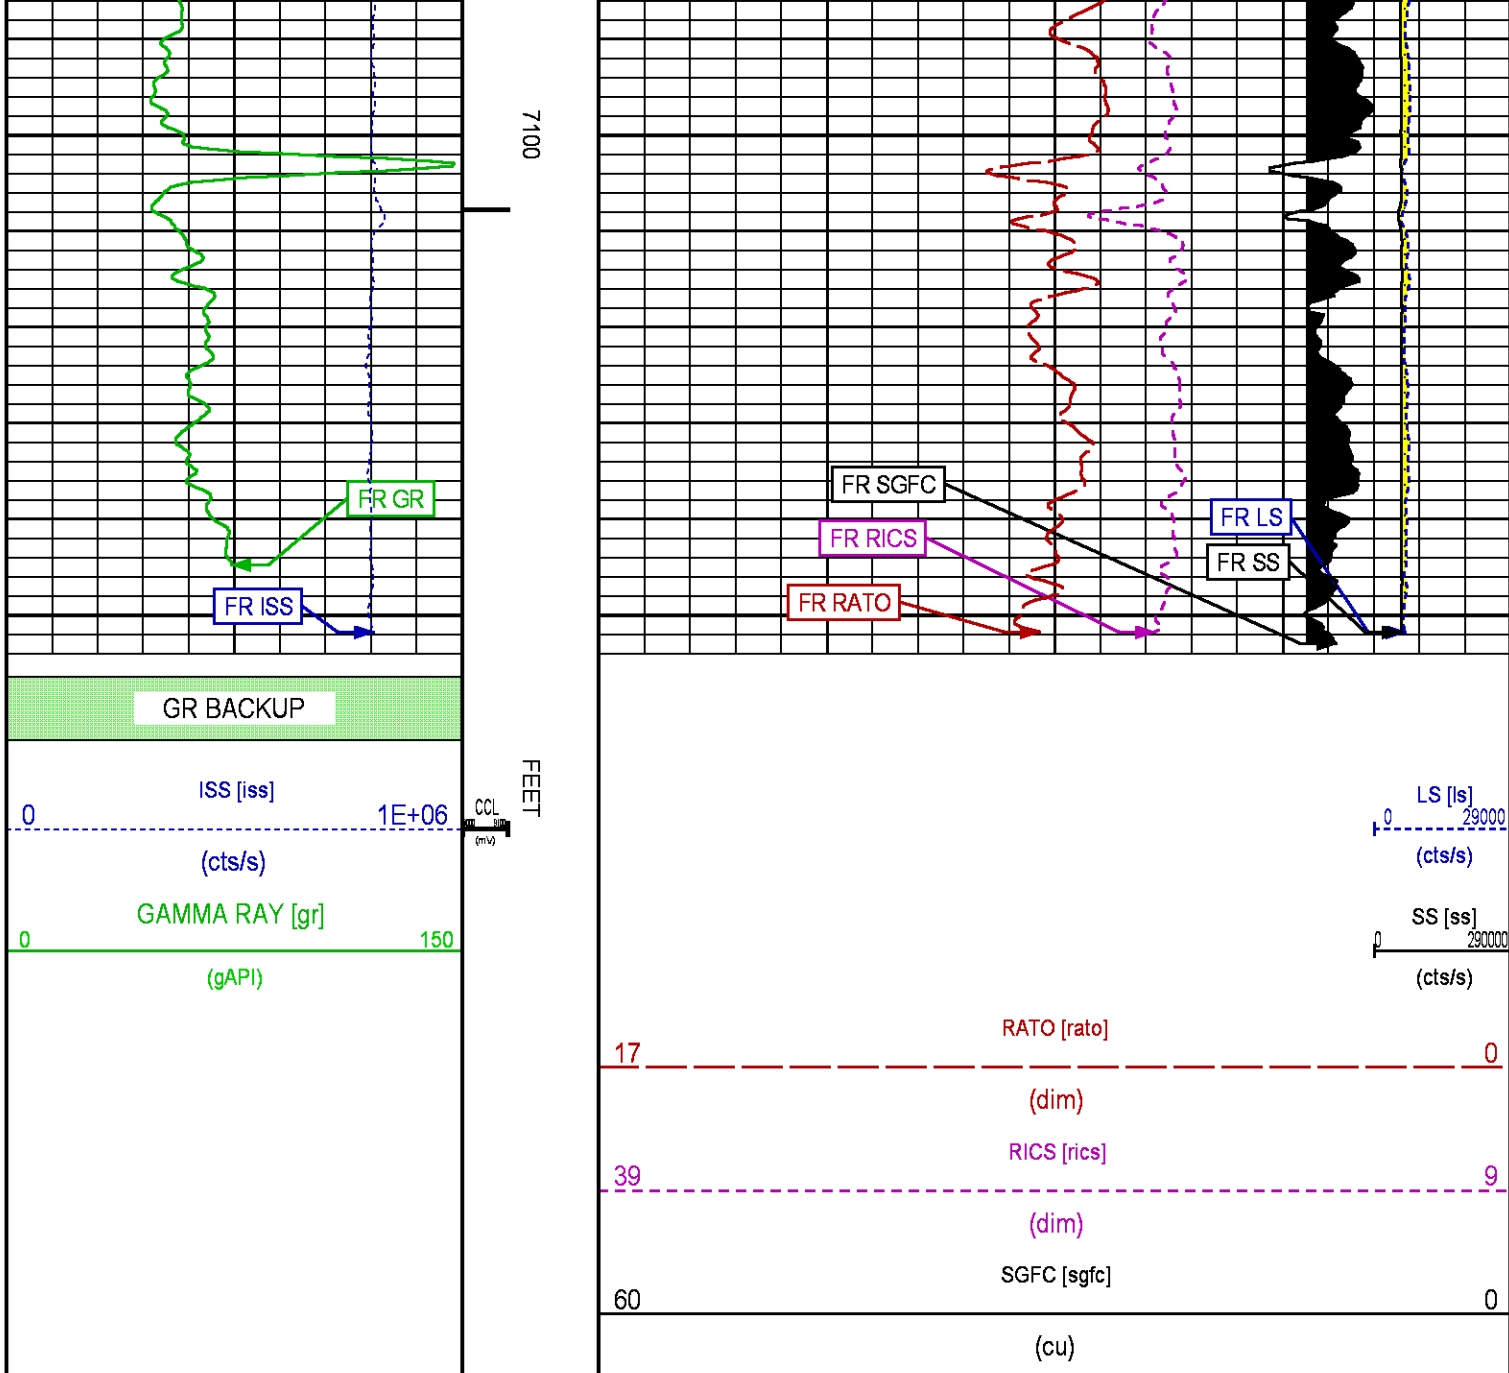 7100
FR GR
FR SGFC
FR LS
FR RICS
FR SS
FR RATO
FR ISS
GR BACKUP
FEET
ISS [iss]
0 1E+06
(cts/s)
CCL
(mV)
GAMMA RAY [gr]
0 150
(gAPI)
LS [ls]
0 29000
(cts/s)
SS [ss]
0 290000
(cts/s)
RATO [rato]
17 0
(dim)
RICS [rics]
39 9
(dim)
SGFC [sgfc]
60 0
(cu)